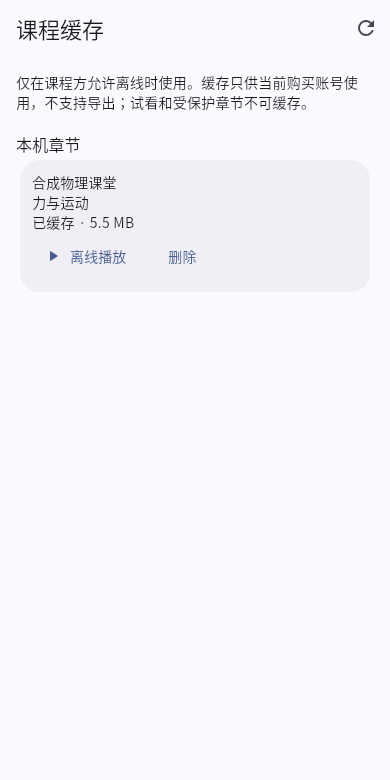 课程缓存
仅在课程方允许离线时使用。缓存只供当前购买账号使
用，不支持导出；试看和受保护章节不可缓存。
本机章节
合成物理课堂
力与运动
已缓存 · 5.5 MB
离线播放 删除